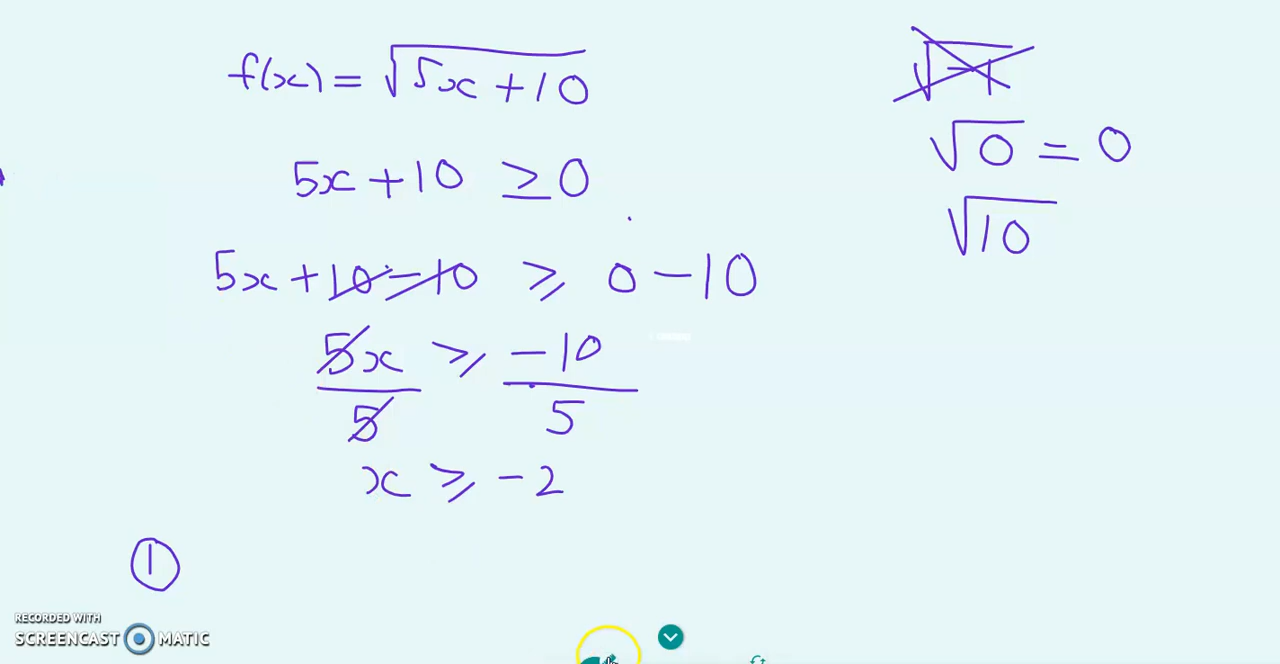 f(x) = √(5x + 10)
5x + 10 ≥ 0
5x + 10 - 10 ≥ 0 - 10
5x/5 ≥ -10/5
x ≥ -2
①
√-1
√0 = 0
√10
RECORDED WITH
SCREENCAST MATIC